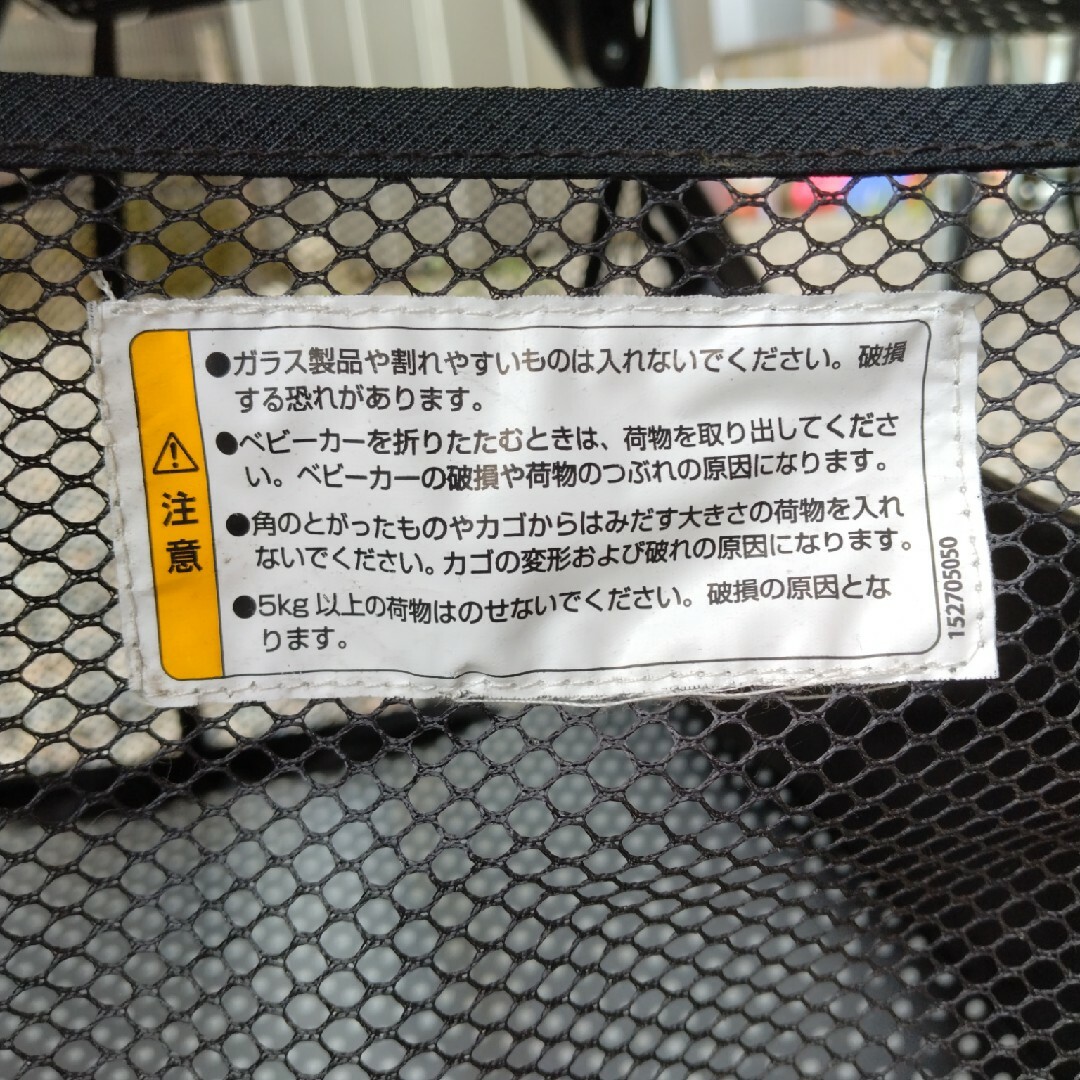 注意
●ガラス製品や割れやすいものは入れないでください。破損
する恐れがあります。
●ベビーカーを折りたたむときは、荷物を取り出してくださ
い。ベビーカーの破損や荷物のつぶれの原因になります。
●角のとがったものやカゴからはみだす大きさの荷物を入れ
ないでください。カゴの変形および破れの原因になります。
●5kg以上の荷物はのせないでください。破損の原因とな
ります。
152705050